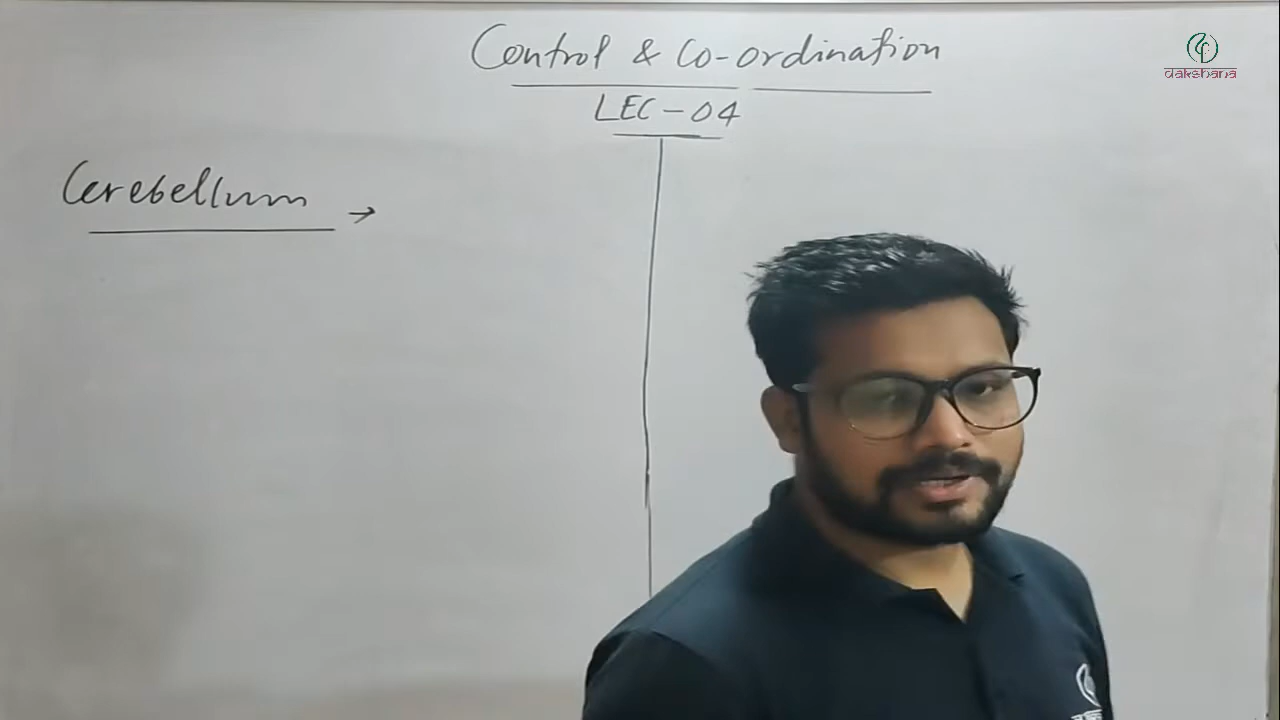 Control & Co-ordination
dakshana
LEC-04
Cerebellum →